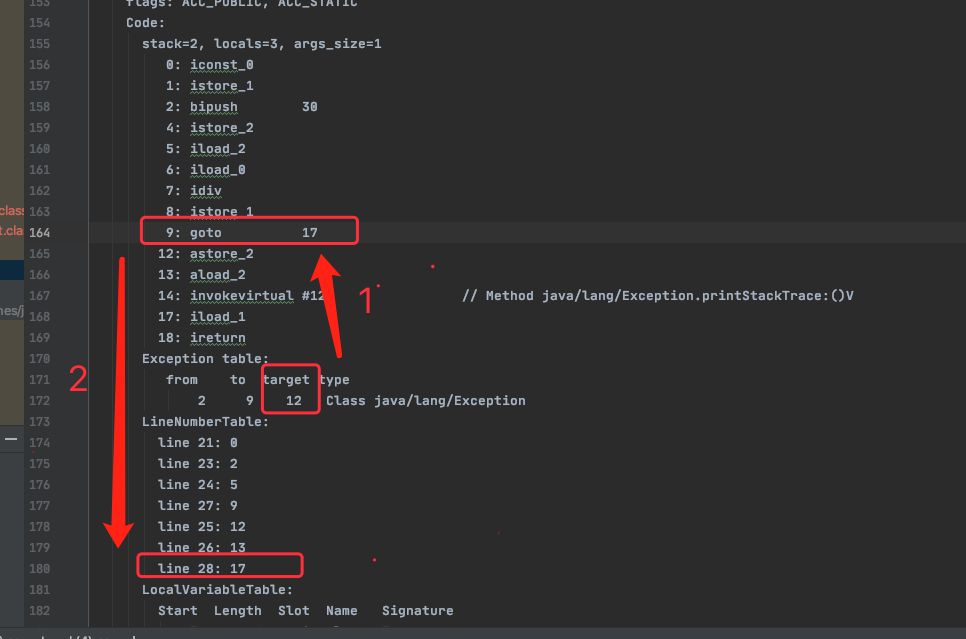 153 flags: ACC_PUBLIC, ACC_STATIC
154 Code:
155 stack=2, locals=3, args_size=1
156 0: iconst_0
157 1: istore_1
158 2: bipush 30
159 4: istore_2
160 5: iload_2
161 6: iload_0
162 7: idiv
163 8: istore_1
164 9: goto 17
165 12: astore_2
166 13: aload_2
167 14: invokevirtual #12 // Method java/lang/Exception.printStackTrace:()V
168 17: iload_1
169 18: ireturn
170 Exception table:
171 from to target type
172 2 9 12 Class java/lang/Exception
173 LineNumberTable:
174 line 21: 0
175 line 23: 2
176 line 24: 5
177 line 27: 9
178 line 25: 12
179 line 26: 13
180 line 28: 17
181 LocalVariableTable:
182 Start Length Slot Name Signature
class
t.cla
nes/j
1
2